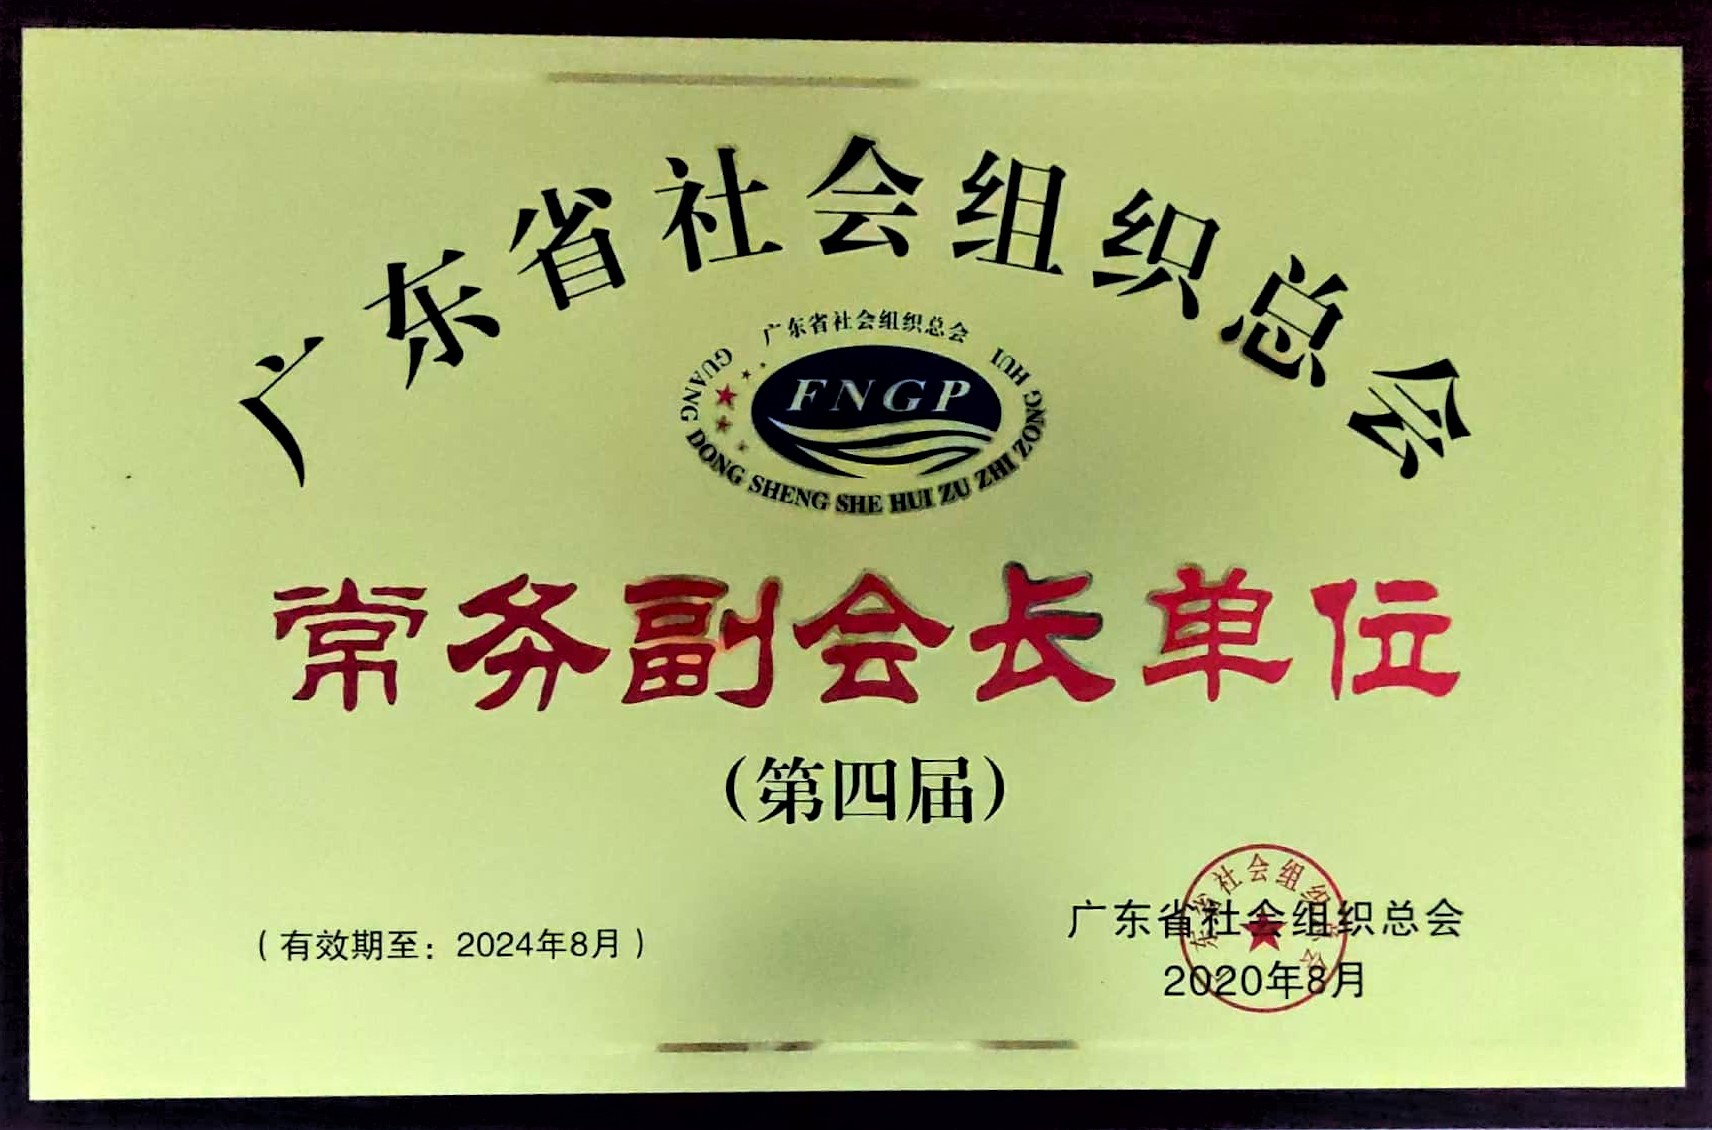 广东省社会组织总会
广东省社会组织总会
FNGP
GUANG DONG SHENG SHE HUI ZU ZHI ZONG HUI
常务副会长单位
（第四届）
（有效期至：2024年8月）
广东省社会组织总会
2020年8月